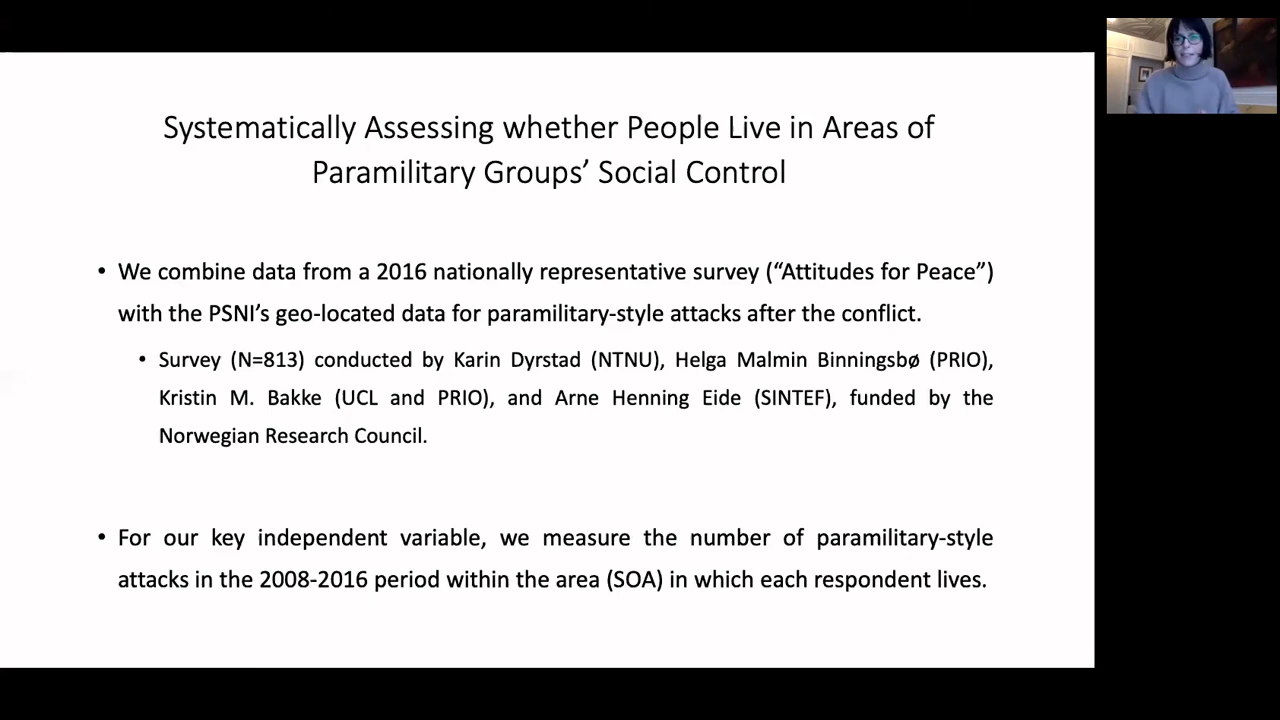 Systematically Assessing whether People Live in Areas of
Paramilitary Groups’ Social Control
• We combine data from a 2016 nationally representative survey (“Attitudes for Peace”)
with the PSNI’s geo-located data for paramilitary-style attacks after the conflict.
• Survey (N=813) conducted by Karin Dyrstad (NTNU), Helga Malmin Binningsbø (PRIO),
Kristin M. Bakke (UCL and PRIO), and Arne Henning Eide (SINTEF), funded by the
Norwegian Research Council.
• For our key independent variable, we measure the number of paramilitary-style
attacks in the 2008-2016 period within the area (SOA) in which each respondent lives.